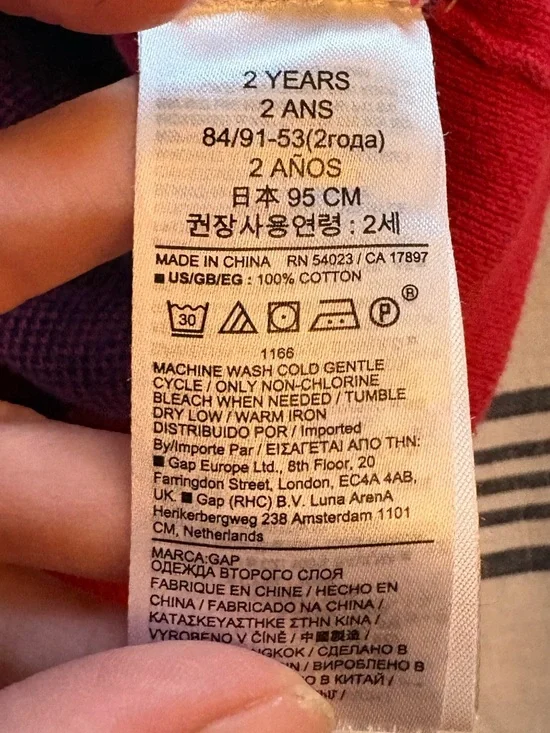 2 YEARS
2 ANS
84/91-53(2года)
2 AÑOS
日本 95 CM
권장사용연령 : 2세
MADE IN CHINA RN 54023 / CA 17897
■ US/GB/EG : 100% COTTON
30 P ®
1166
MACHINE WASH COLD GENTLE
CYCLE / ONLY NON-CHLORINE
BLEACH WHEN NEEDED / TUMBLE
DRY LOW / WARM IRON
DISTRIBUIDO POR / Imported
By/Importe Par / ΕΙΣΑΓΕΤΑΙ ΑΠΟ ΤΗΝ:
■ Gap Europe Ltd., 8th Floor, 20
Farringdon Street, London, EC4A 4AB,
UK. ■ Gap (RHC) B.V. Luna ArenA
Herikerbergweg 238 Amsterdam 1101
CM, Netherlands
MARCA:GAP
ОДЕЖДА ВТОРОГО СЛОЯ
FABRIQUE EN CHINE / HECHO EN
CHINA / FABRICADO NA CHINA /
ΚΑΤΑΣΚΕΥΑΣΤΗΚΕ ΣΤΗΝ ΚΙΝΑ /
VYROBENO V ČÍNĚ / 中國製造 /
NGKOK / СДЕЛАНО В
/ ВИРОБЛЕНО В
В КИТАЙ /